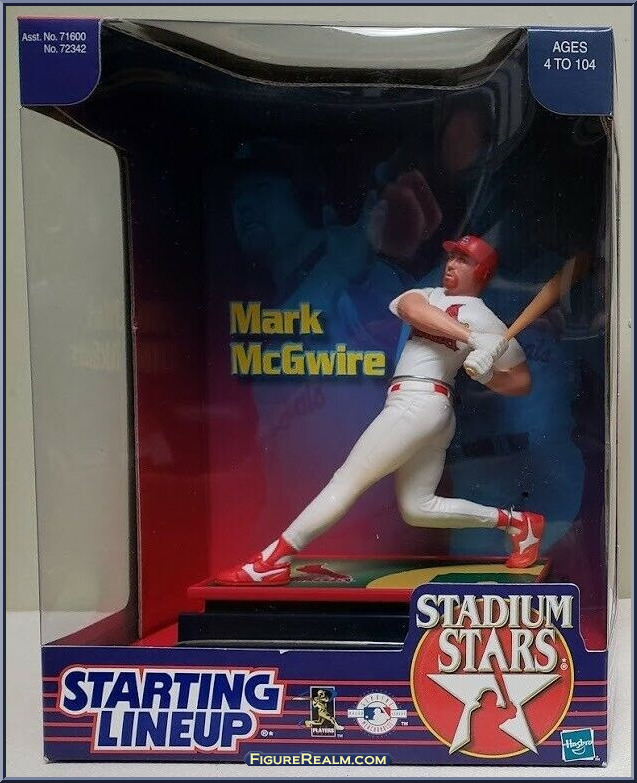 Asst. No. 71600
No. 72342
AGES
4 TO 104
Mark
McGwire
STADIUM
STARS®
STARTING
LINEUP®
PLAYERS
™
Hasbro
FIGUREREALM.COM